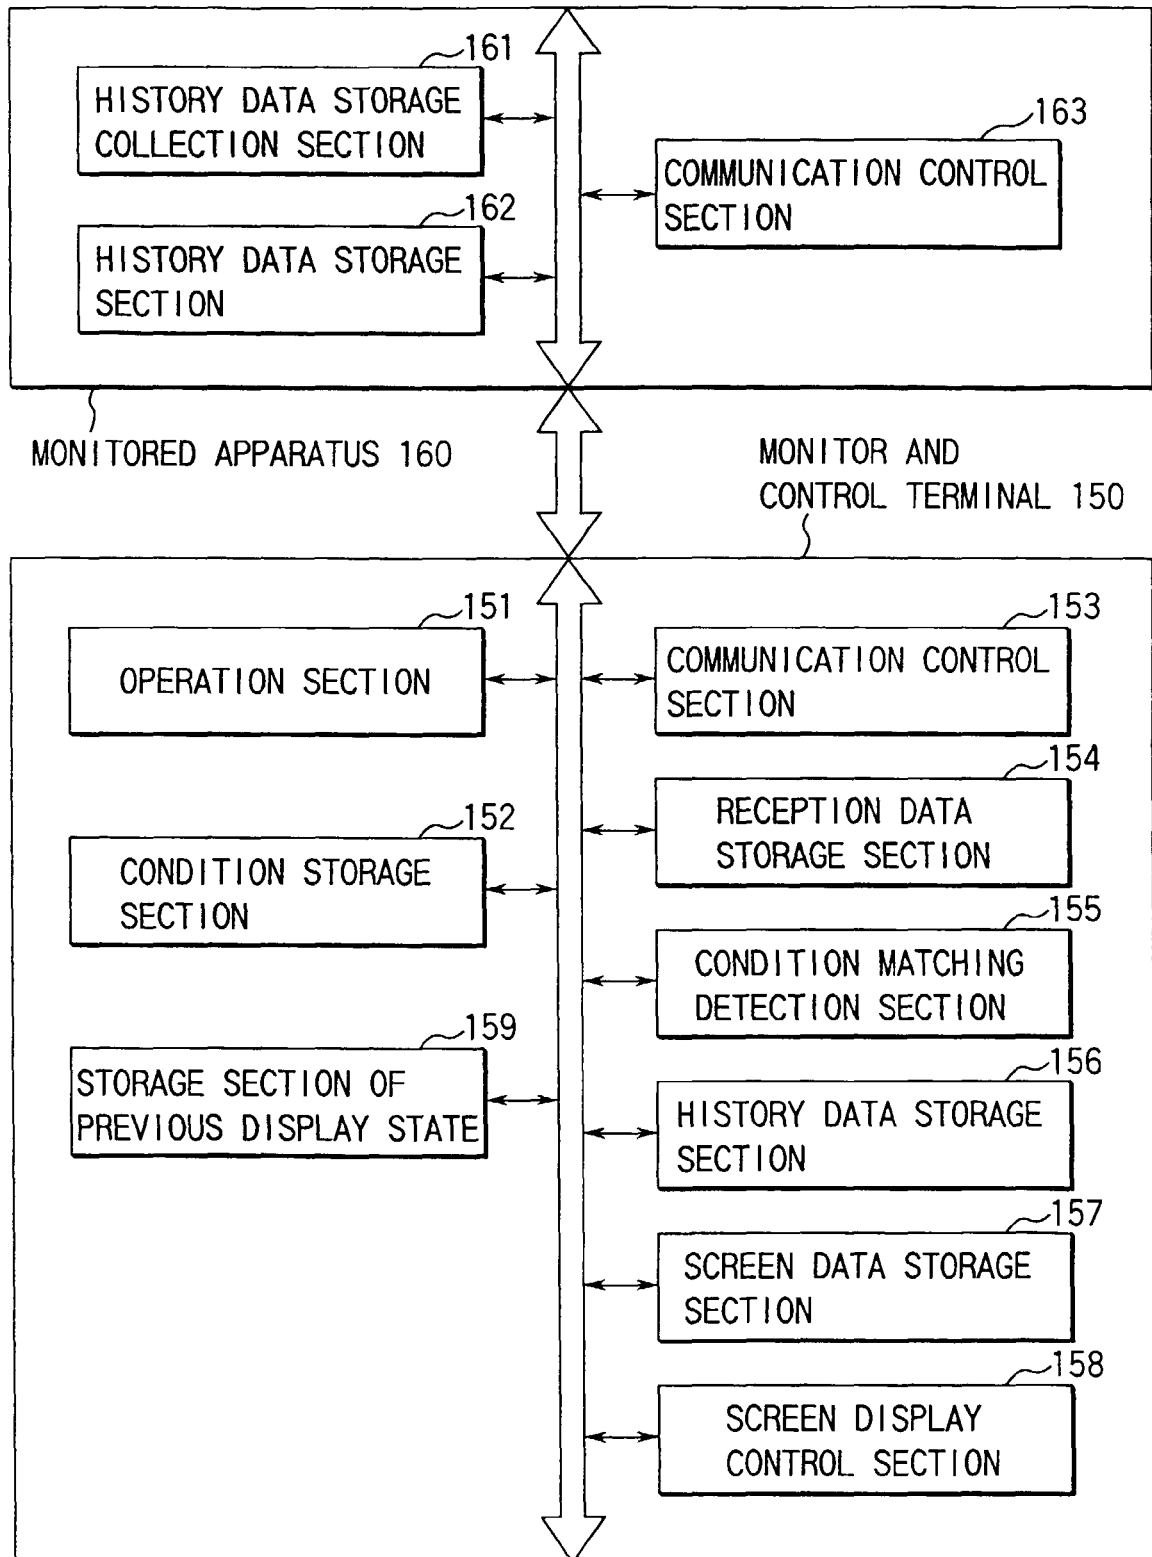 161
HISTORY DATA STORAGE
COLLECTION SECTION
162
HISTORY DATA STORAGE
SECTION
163
COMMUNICATION CONTROL
SECTION
MONITORED APPARATUS 160
MONITOR AND
CONTROL TERMINAL 150
151
OPERATION SECTION
152
CONDITION STORAGE
SECTION
159
STORAGE SECTION OF
PREVIOUS DISPLAY STATE
153
COMMUNICATION CONTROL
SECTION
154
RECEPTION DATA
STORAGE SECTION
155
CONDITION MATCHING
DETECTION SECTION
156
HISTORY DATA STORAGE
SECTION
157
SCREEN DATA STORAGE
SECTION
158
SCREEN DISPLAY
CONTROL SECTION